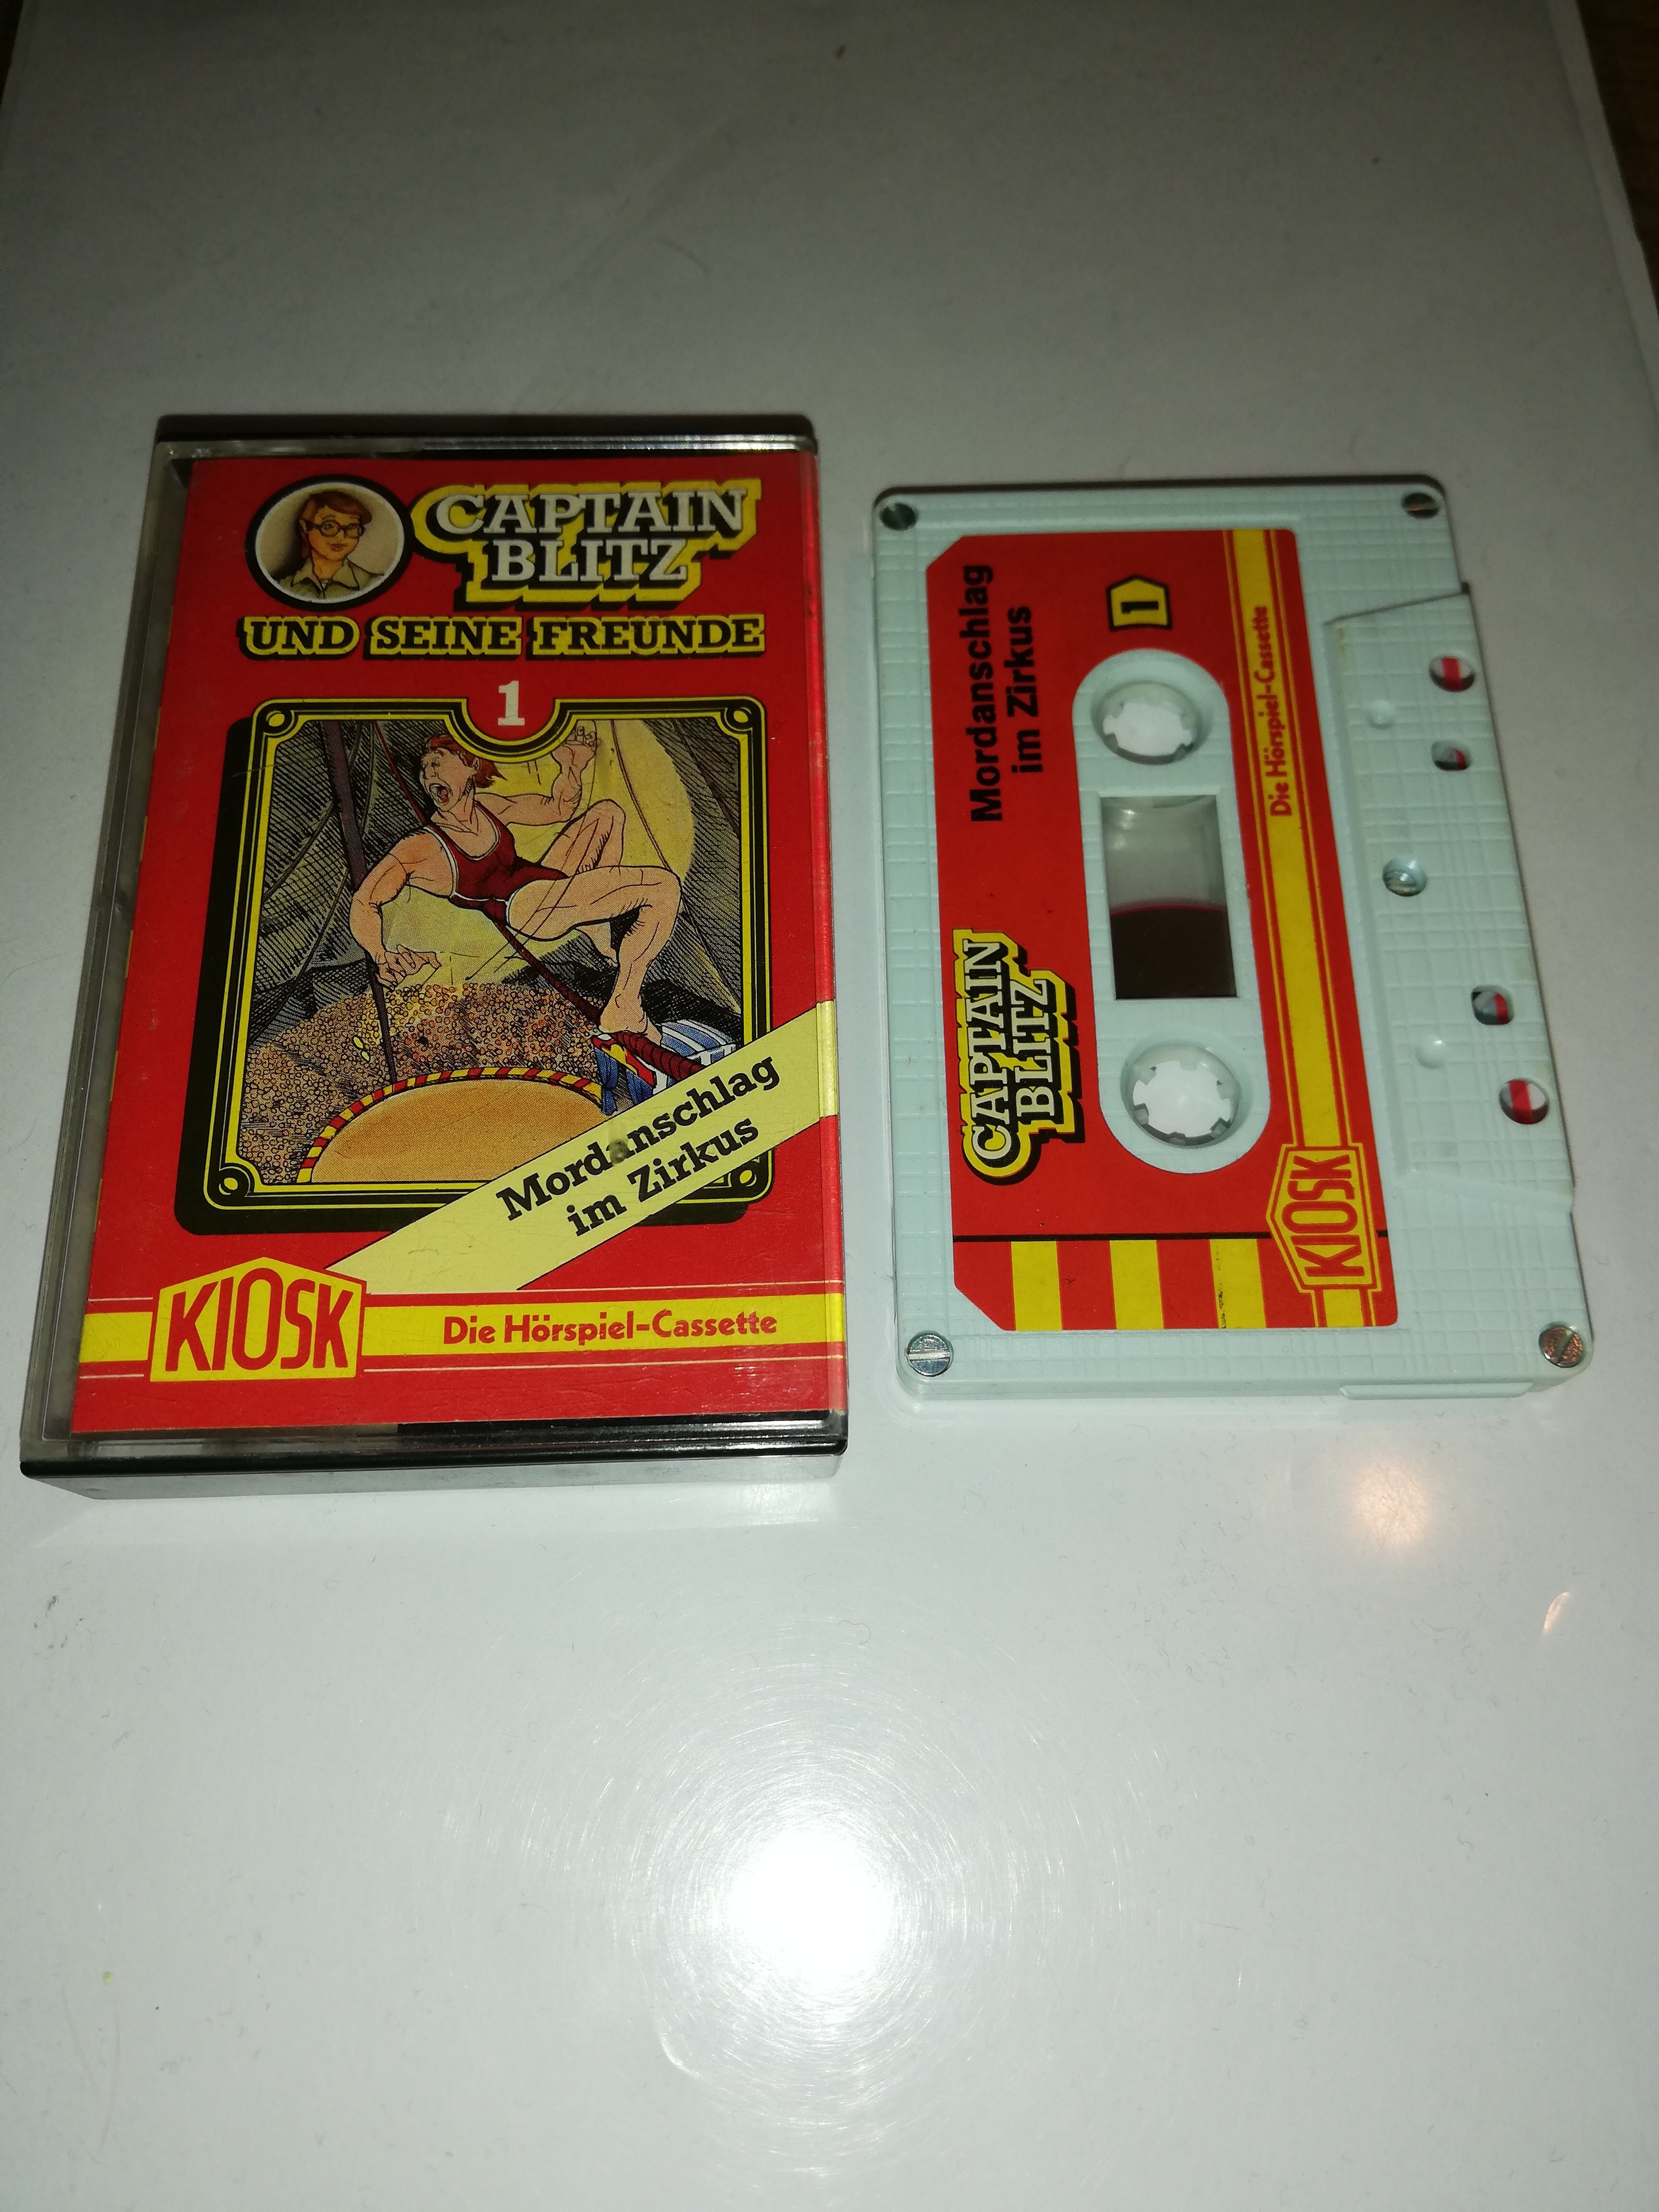 CAPTAIN
BLITZ
UND SEINE FREUNDE
1
Mordanschlag
im Zirkus
KIOSK
Die Hörspiel-Cassette
CAPTAIN
BLITZ
Mordanschlag
im Zirkus
1
KIOSK
Die Hörspiel-Cassette